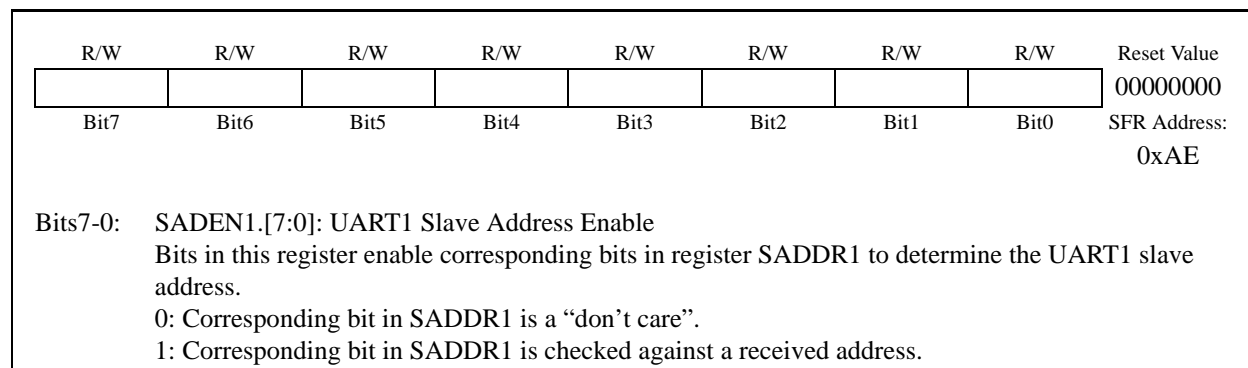 R/W R/W R/W R/W R/W R/W R/W R/W Reset Value
00000000
Bit7 Bit6 Bit5 Bit4 Bit3 Bit2 Bit1 Bit0 SFR Address:
0xAE
Bits7-0: SADEN1.[7:0]: UART1 Slave Address Enable
Bits in this register enable corresponding bits in register SADDR1 to determine the UART1 slave
address.
0: Corresponding bit in SADDR1 is a “don’t care”.
1: Corresponding bit in SADDR1 is checked against a received address.